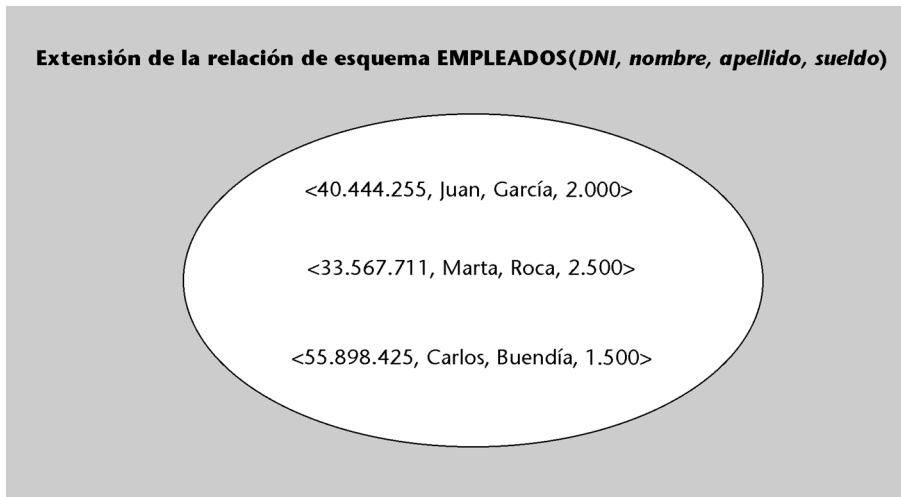 Extensión de la relación de esquema EMPLEADOS(DNI, nombre, apellido, sueldo)
<40.444.255, Juan, García, 2.000>
<33.567.711, Marta, Roca, 2.500>
<55.898.425, Carlos, Buendía, 1.500>